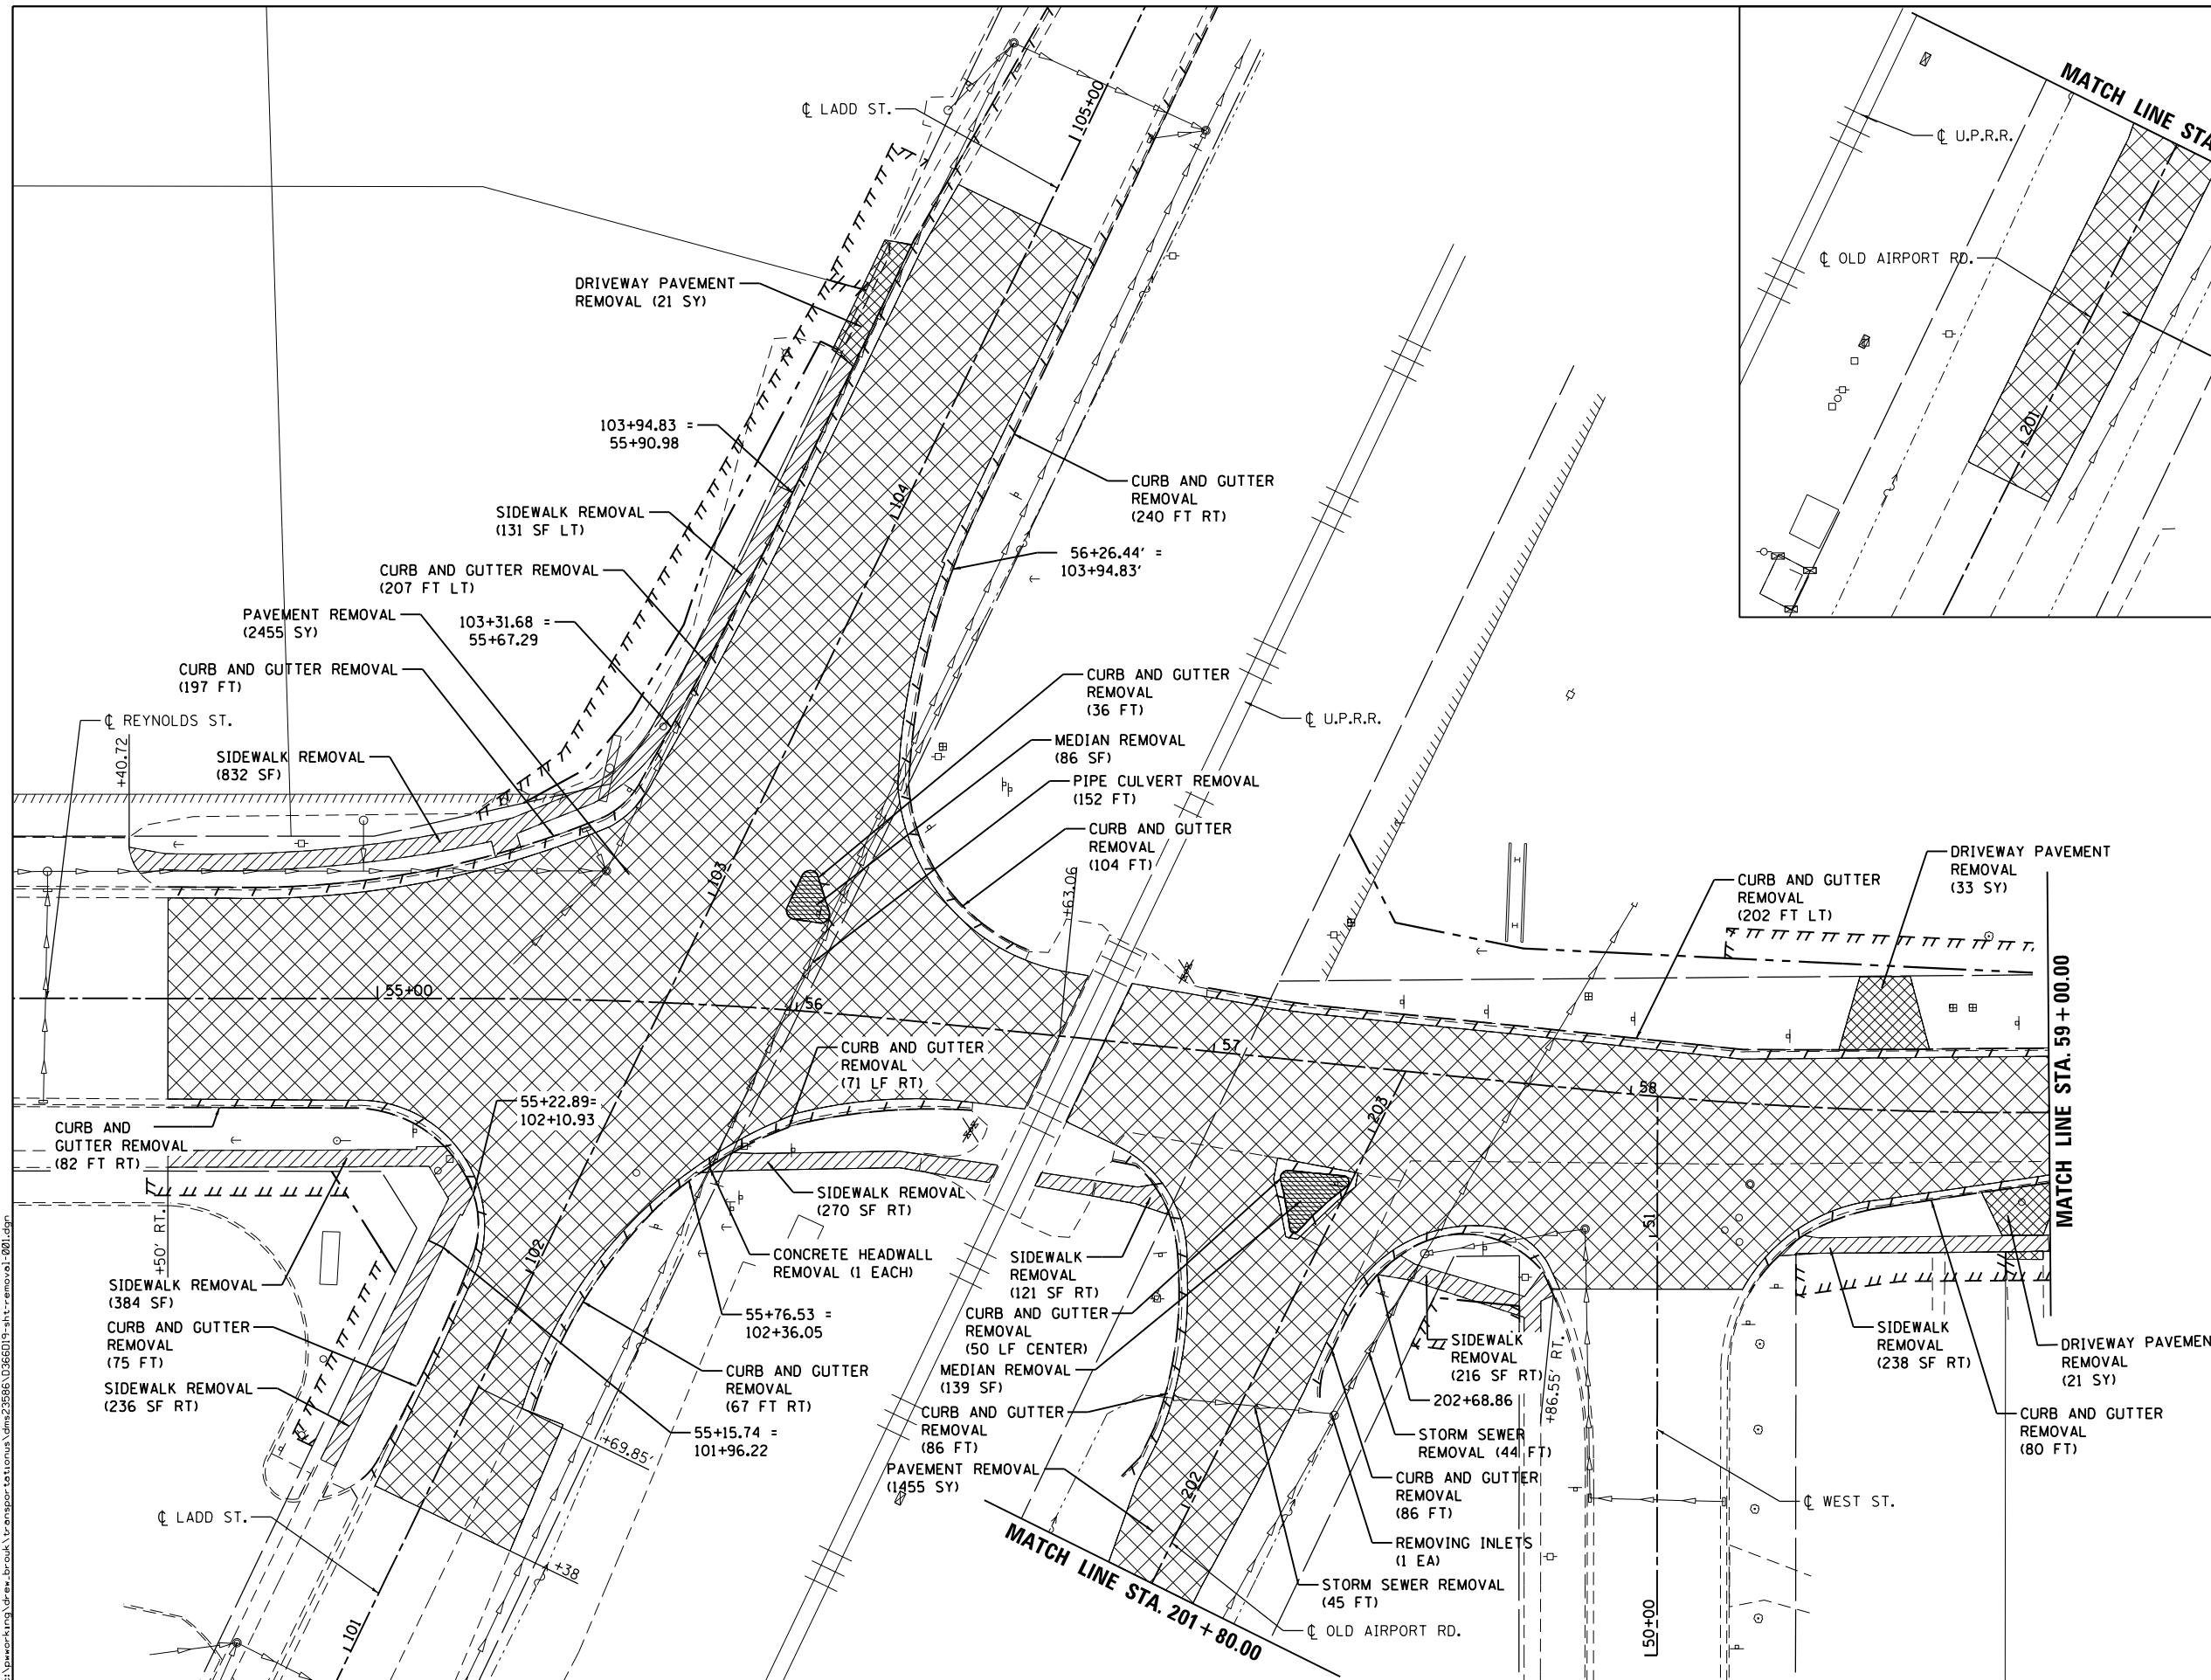 ℄ LADD ST.
105+00
MATCH LINE STA
℄ U.P.R.R.
℄ OLD AIRPORT RD.
201
DRIVEWAY PAVEMENT
REMOVAL (21 SY)
103+94.83 =
55+90.98
104
CURB AND GUTTER
REMOVAL
(240 FT RT)
SIDEWALK REMOVAL
(131 SF LT)
56+26.44' =
103+94.83'
CURB AND GUTTER REMOVAL
(207 FT LT)
PAVEMENT REMOVAL
(2455 SY)
103+31.68 =
55+67.29
CURB AND GUTTER REMOVAL
(197 FT)
CURB AND GUTTER
REMOVAL
(36 FT)
℄ REYNOLDS ST.
℄ U.P.R.R.
+40.72
SIDEWALK REMOVAL
(832 SF)
MEDIAN REMOVAL
(86 SF)
PIPE CULVERT REMOVAL
(152 FT)
CURB AND GUTTER
REMOVAL
(104 FT)
103
+63.06
CURB AND GUTTER
REMOVAL
(202 FT LT)
DRIVEWAY PAVEMENT
REMOVAL
(33 SY)
MATCH LINE STA. 59+00.00
55+00
56
57
58
CURB AND GUTTER
REMOVAL
(71 LF RT)
55+22.89=
102+10.93
203
CURB AND
GUTTER REMOVAL
(82 FT RT)
+50' RT.
SIDEWALK REMOVAL
(270 SF RT)
51
102
CONCRETE HEADWALL
REMOVAL (1 EACH)
SIDEWALK
REMOVAL
(121 SF RT)
SIDEWALK REMOVAL
(384 SF)
55+76.53 =
102+36.05
CURB AND GUTTER
REMOVAL
(50 LF CENTER)
CURB AND GUTTER
REMOVAL
(75 FT)
SIDEWALK
REMOVAL
(216 SF RT)
+86.55' RT.
SIDEWALK
REMOVAL
(238 SF RT)
DRIVEWAY PAVEMEN
REMOVAL
(21 SY)
CURB AND GUTTER
REMOVAL
(67 FT RT)
MEDIAN REMOVAL
(139 SF)
SIDEWALK REMOVAL
(236 SF RT)
202+68.86
CURB AND GUTTER
REMOVAL
(86 FT)
CURB AND GUTTER
REMOVAL
(80 FT)
55+15.74 =
101+96.22
STORM SEWER
REMOVAL (44 FT)
+69.85'
PAVEMENT REMOVAL
(1455 SY)
CURB AND GUTTER
REMOVAL
(86 FT)
202
℄ WEST ST.
℄ LADD ST.
REMOVING INLETS
(1 EA)
+38
STORM SEWER REMOVAL
(45 FT)
MATCH LINE STA. 201+80.00
℄ OLD AIRPORT RD.
101
50+00
:\pwworking\drew_brouk\transportationus\dms23586\D366D19-sht-removal-001.dgn